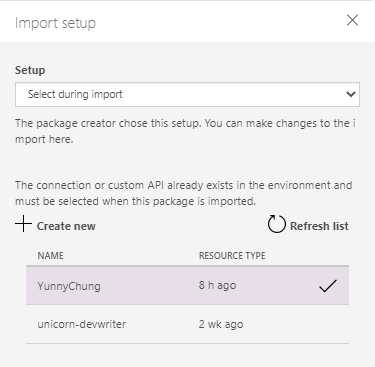 Import setup
Setup
Select during import
The package creator chose this setup. You can make changes to the i
mport here.
The connection or custom API already exists in the environment and
must be selected when this package is imported.
Create new
Refresh list
NAME RESOURCE TYPE
YunnyChung 8 h ago
unicorn-devwriter 2 wk ago